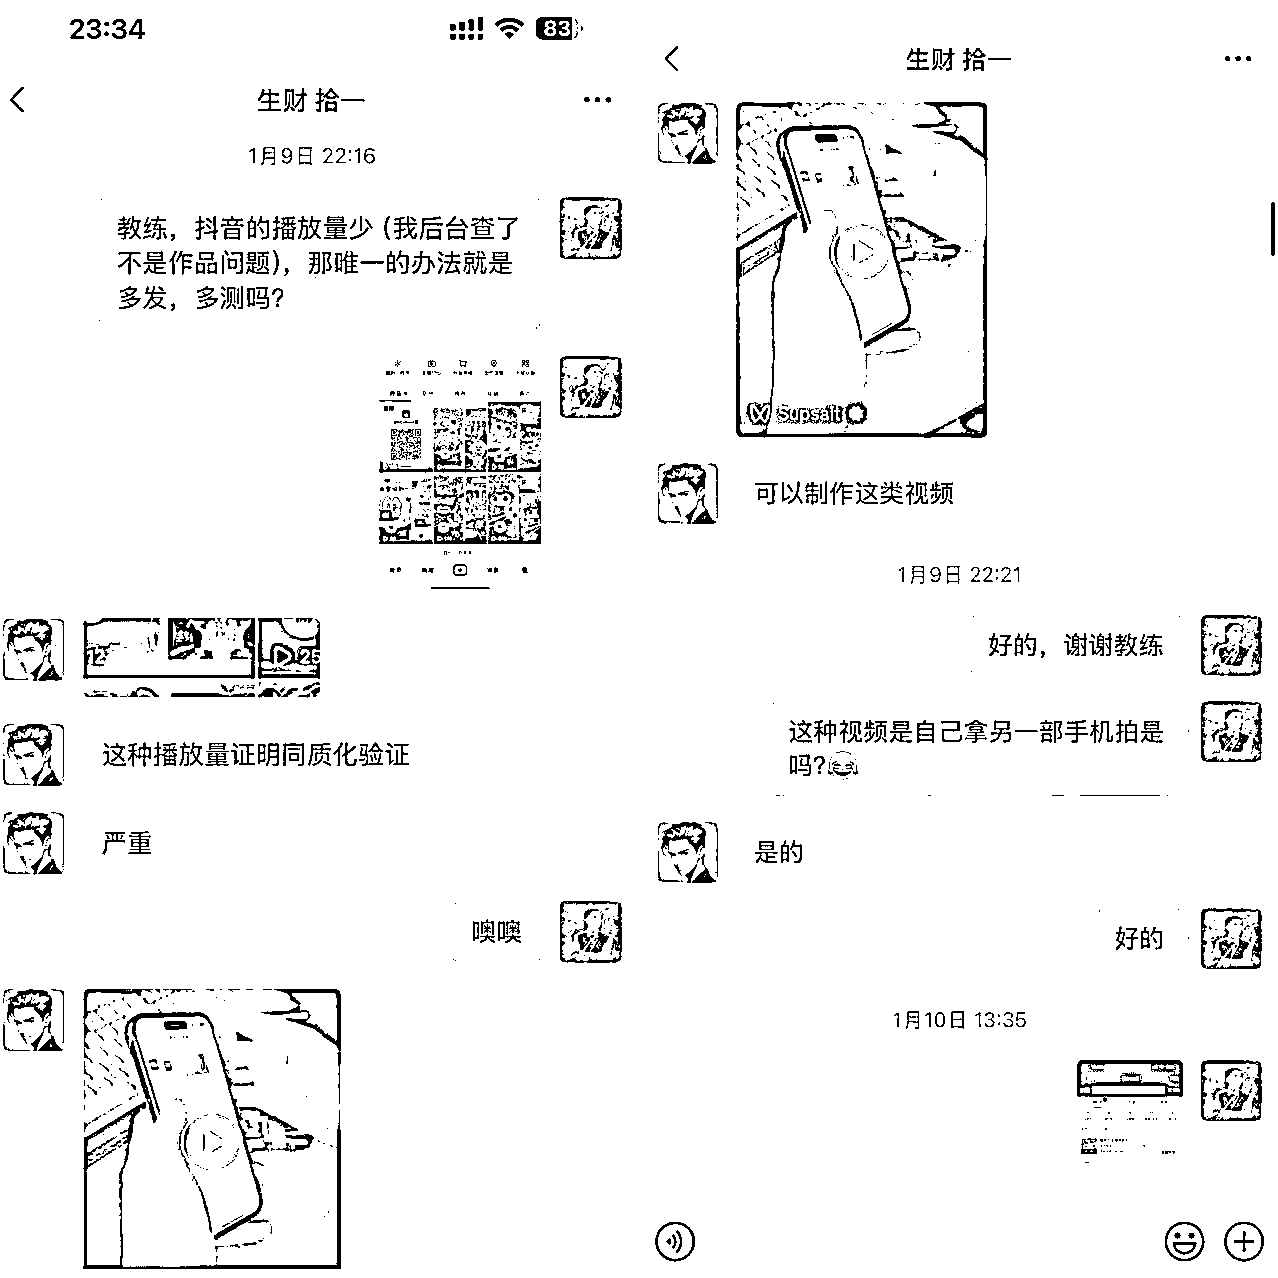 23:34
83
生财 拾一
1月9日 22:16
教练，抖音的播放量少（我后台查了
不是作品问题），那唯一的办法就是
多发，多测吗？
12
25
这种播放量证明同质化验证
严重
噢噢
生财 拾一
Supsait
可以制作这类视频
1月9日 22:21
好的，谢谢教练
这种视频是自己拿另一部手机拍是
吗？
是的
好的
1月10日 13:35